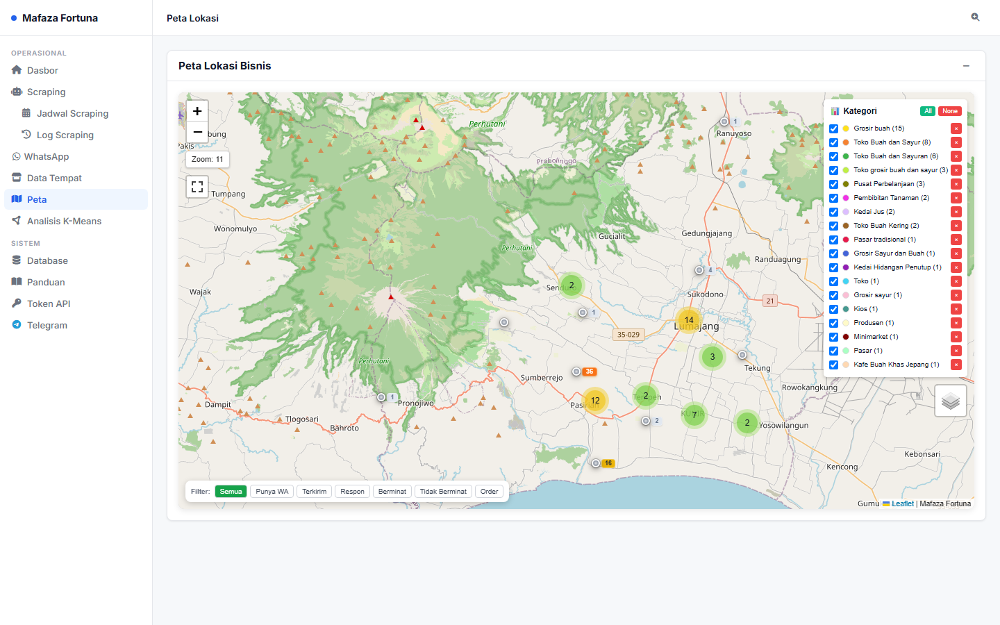 Mafaza Fortuna
Peta Lokasi
OPERASIONAL
Dasbor
Scraping
Jadwal Scraping
Log Scraping
WhatsApp
Data Tempat
Peta
Analisis K-Means
SISTEM
Database
Panduan
Token API
Telegram
Peta Lokasi Bisnis
−
+
−
Zoom: 11
bung
Pakis
Tumpang
Wonomulyo
Wajak
Dampit
Tlogosari
Bahroto
Pronojiwo
Perhutani
Probolinggo
Perhutani
Perhutani
1
Ranuyoso
Gucialit
Gedungjajang
Randuagung
4
Sukodono
21
2
1
14
Lumajang
35-029
3
Tekung
Rowokangkung
Sumberrejo
36
12
2
1
2
7
2
Yosowilangun
16
Kebonsari
Kencong
Kategori
All
None
Grosir buah (15)
×
Toko Buah dan Sayur (8)
×
Toko Buah dan Sayuran (6)
×
Toko grosir buah dan sayur (3)
×
Pusat Perbelanjaan (3)
×
Pembibitan Tanaman (2)
×
Kedai Jus (2)
×
Toko Buah Kering (2)
×
Pasar tradisional (1)
×
Grosir Sayur dan Buah (1)
×
Kedai Hidangan Penutup (1)
×
Toko (1)
×
Grosir sayur (1)
×
Kios (1)
×
Produsen (1)
×
Minimarket (1)
×
Pasar (1)
×
Kafe Buah Khas Jepang (1)
×
Filter:
Semua
Punya WA
Terkirim
Respon
Berminat
Tidak Berminat
Order
Gumu
Leaflet | Mafaza Fortuna